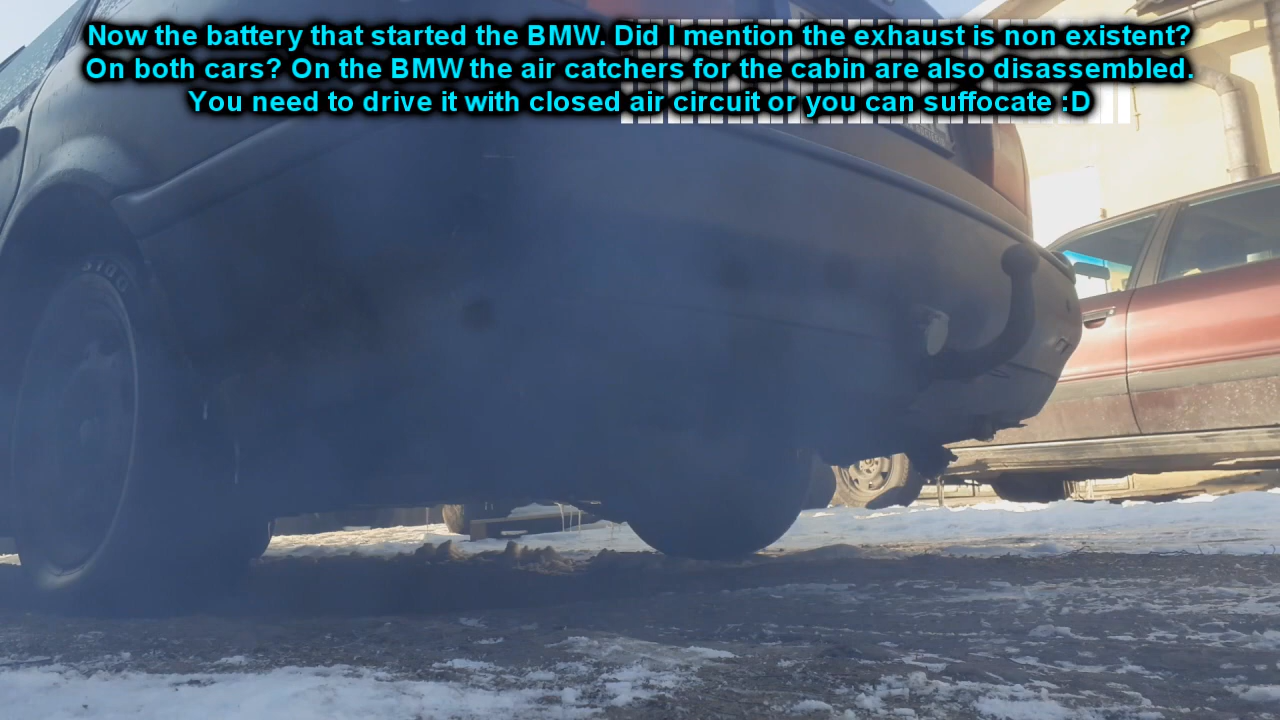 Now the battery that started the BMW. Did I mention the exhaust is non existent?
On both cars? On the BMW the air catchers for the cabin are also disassembled.
You need to drive it with closed air circuit or you can suffocate :D